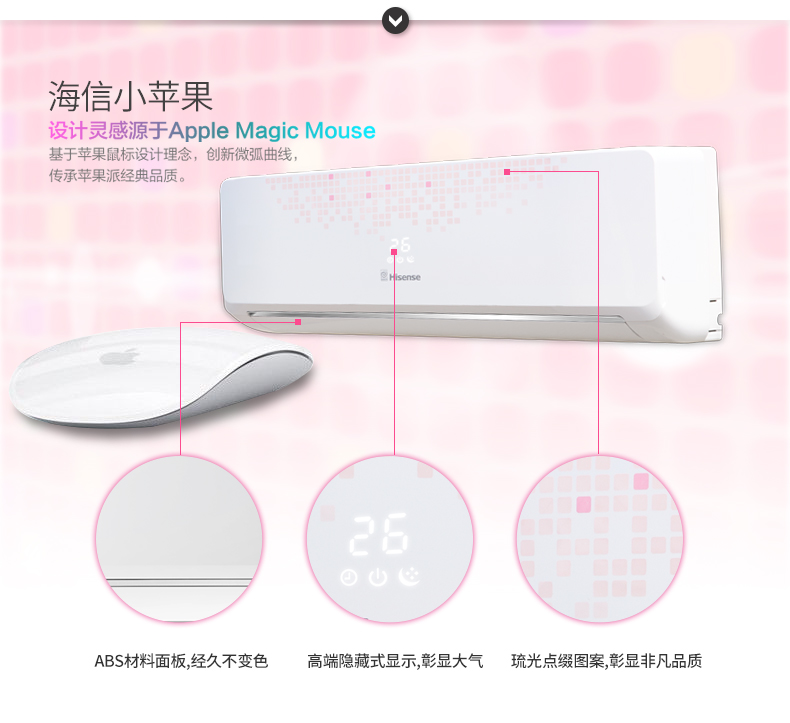 海信小苹果
设计灵感源于Apple Magic Mouse
基于苹果鼠标设计理念，创新微弧曲线，
传承苹果派经典品质。
26
Hisense
26
ABS材料面板,经久不变色
高端隐藏式显示,彰显大气
琉光点缀图案,彰显非凡品质